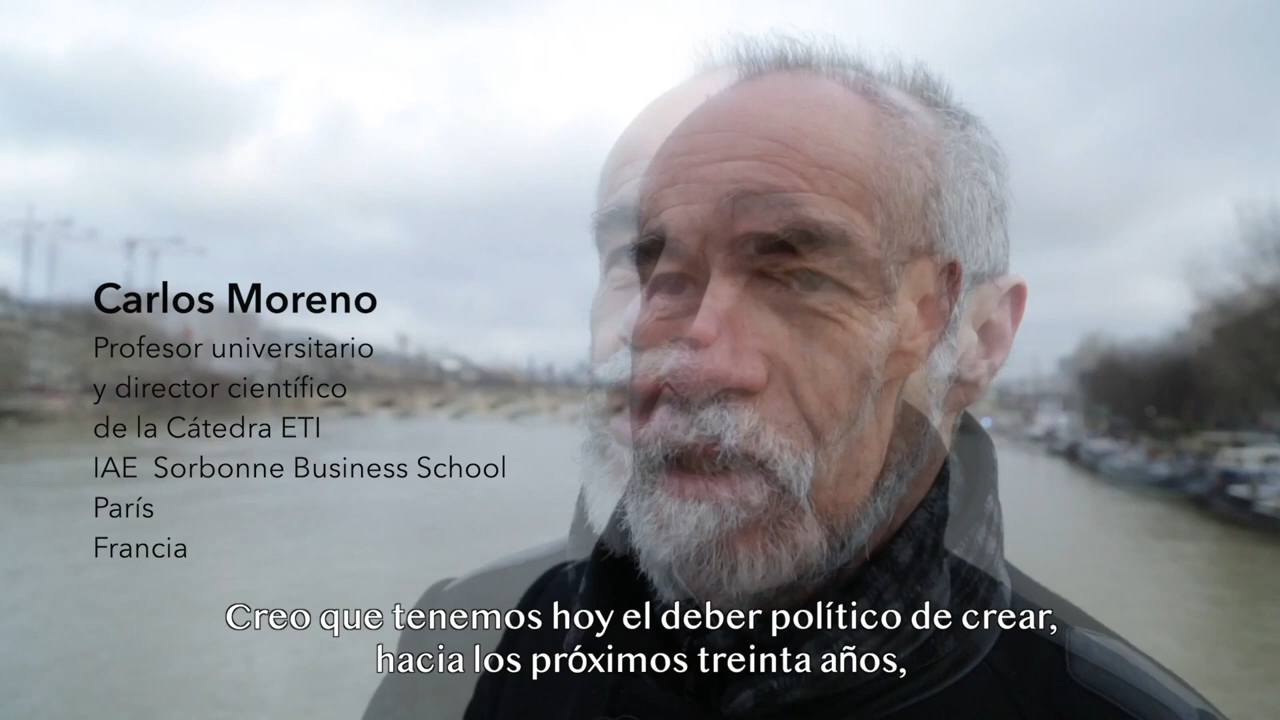 Carlos Moreno
Profesor universitario
y director científico
de la Cátedra ETI
IAE Sorbonne Business School
París
Francia
Creo que tenemos hoy el deber político de crear,
hacia los próximos treinta años,